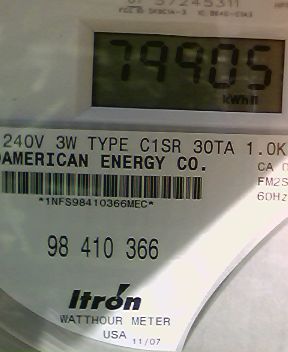 57245311
79905
kWh
240V 3W TYPE C1SR 30TA 1.0K
AMERICAN ENERGY CO.
CA
*1NFS98410366MEC*
FM2S
60Hz
98 410 366
Itron
WATTHOUR METER
USA 11/07